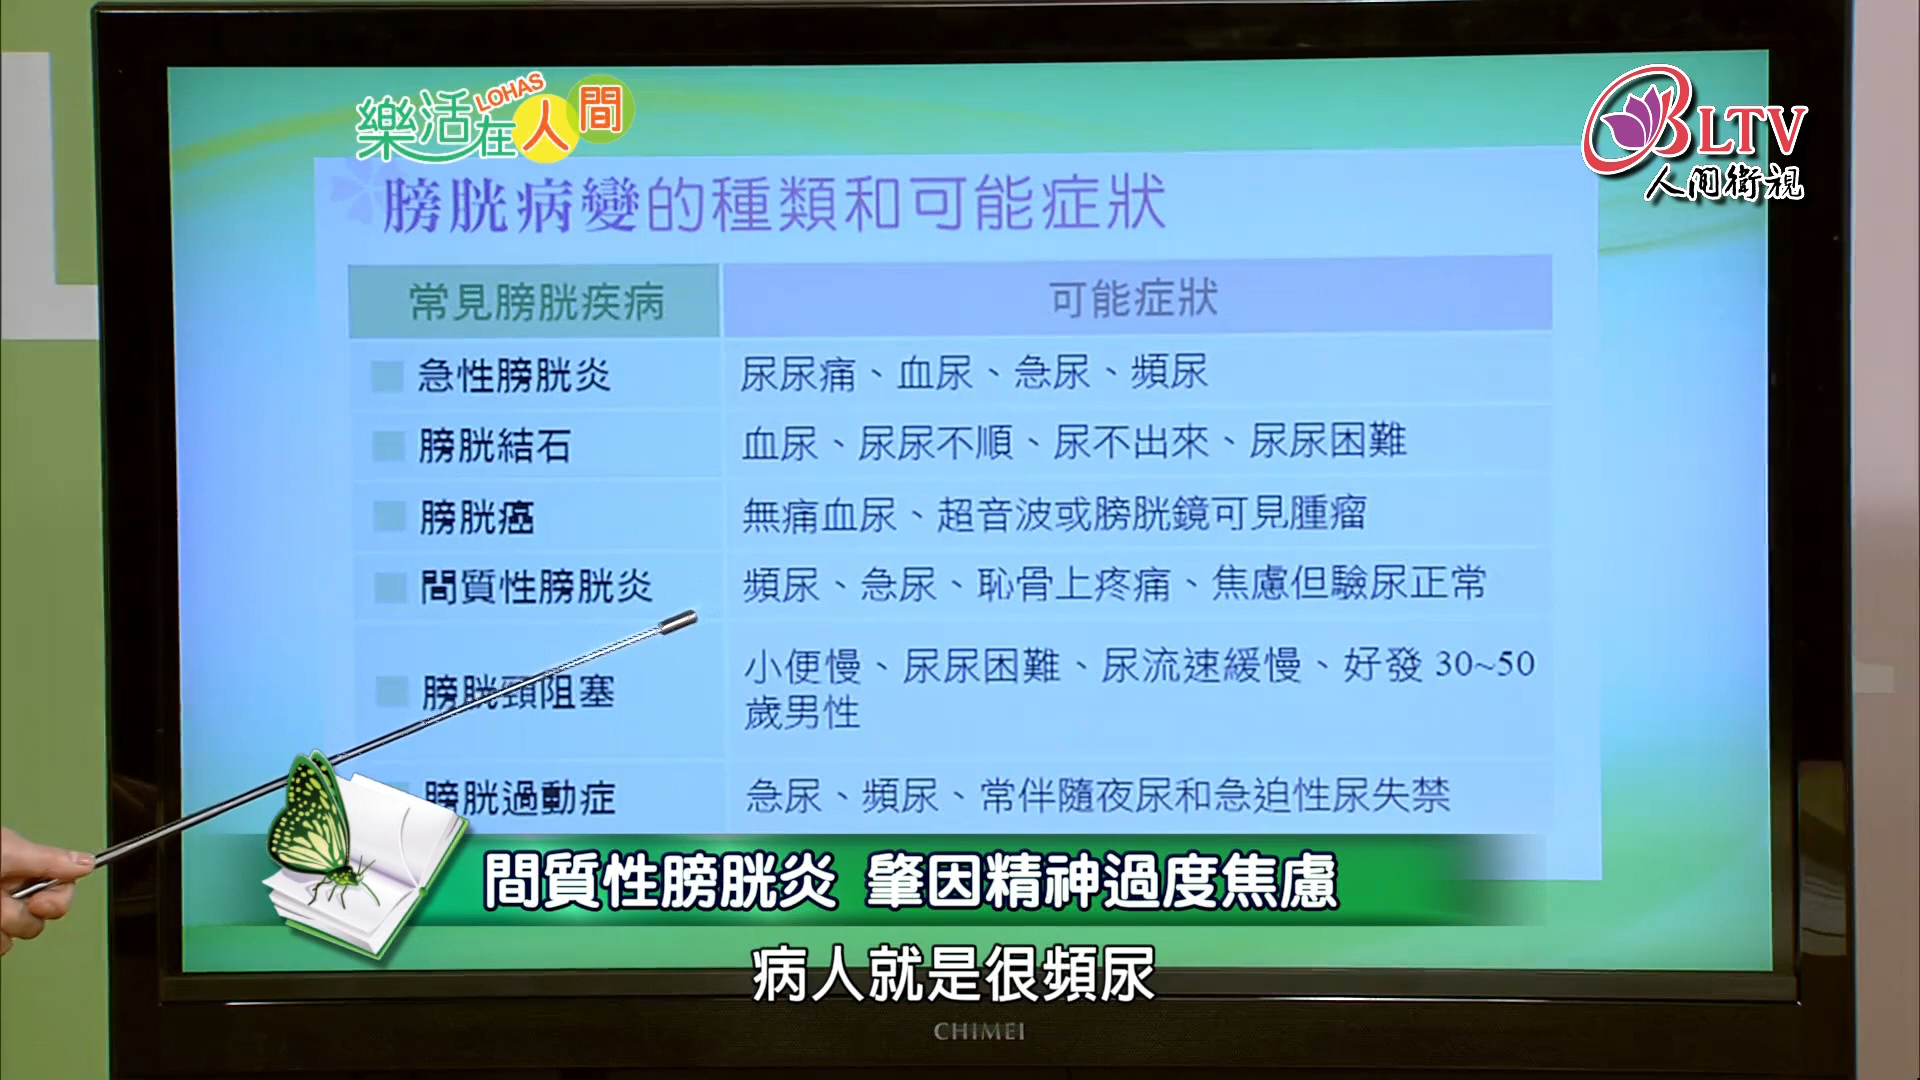 樂活在人間
LOHAS
BLTV
人間衛視
膀胱病變的種類和可能症狀
常見膀胱疾病 可能症狀
急性膀胱炎 尿尿痛、血尿、急尿、頻尿
膀胱結石 血尿、尿尿不順、尿不出來、尿尿困難
膀胱癌 無痛血尿、超音波或膀胱鏡可見腫瘤
間質性膀胱炎 頻尿、急尿、恥骨上疼痛、焦慮但驗尿正常
膀胱頸阻塞 小便慢、尿尿困難、尿流速緩慢、好發 30~50
歲男性
膀胱過動症 急尿、頻尿、常伴隨夜尿和急迫性尿失禁
間質性膀胱炎 肇因精神過度焦慮
病人就是很頻尿
CHIMEI